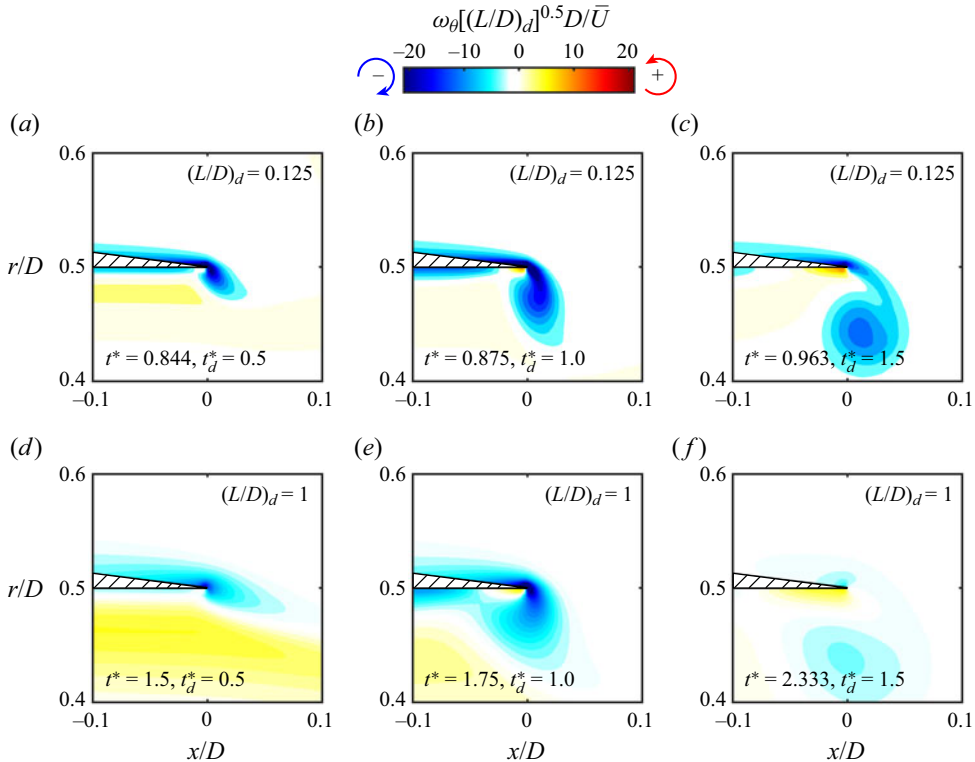 ω_θ[(L/D)_d]^0.5 D/U̅
−20 −10 0 10 20
− +
(a) (b) (c)
0.6
(L/D)_d = 0.125 (L/D)_d = 0.125 (L/D)_d = 0.125
r/D 0.5
t* = 0.844, t*_d = 0.5 t* = 0.875, t*_d = 1.0 t* = 0.963, t*_d = 1.5
0.4
−0.1 0 0.1 −0.1 0 0.1 −0.1 0 0.1
(d) (e) (f)
0.6
(L/D)_d = 1 (L/D)_d = 1 (L/D)_d = 1
r/D 0.5
t* = 1.5, t*_d = 0.5 t* = 1.75, t*_d = 1.0 t* = 2.333, t*_d = 1.5
0.4
−0.1 0 0.1 −0.1 0 0.1 −0.1 0 0.1
x/D x/D x/D